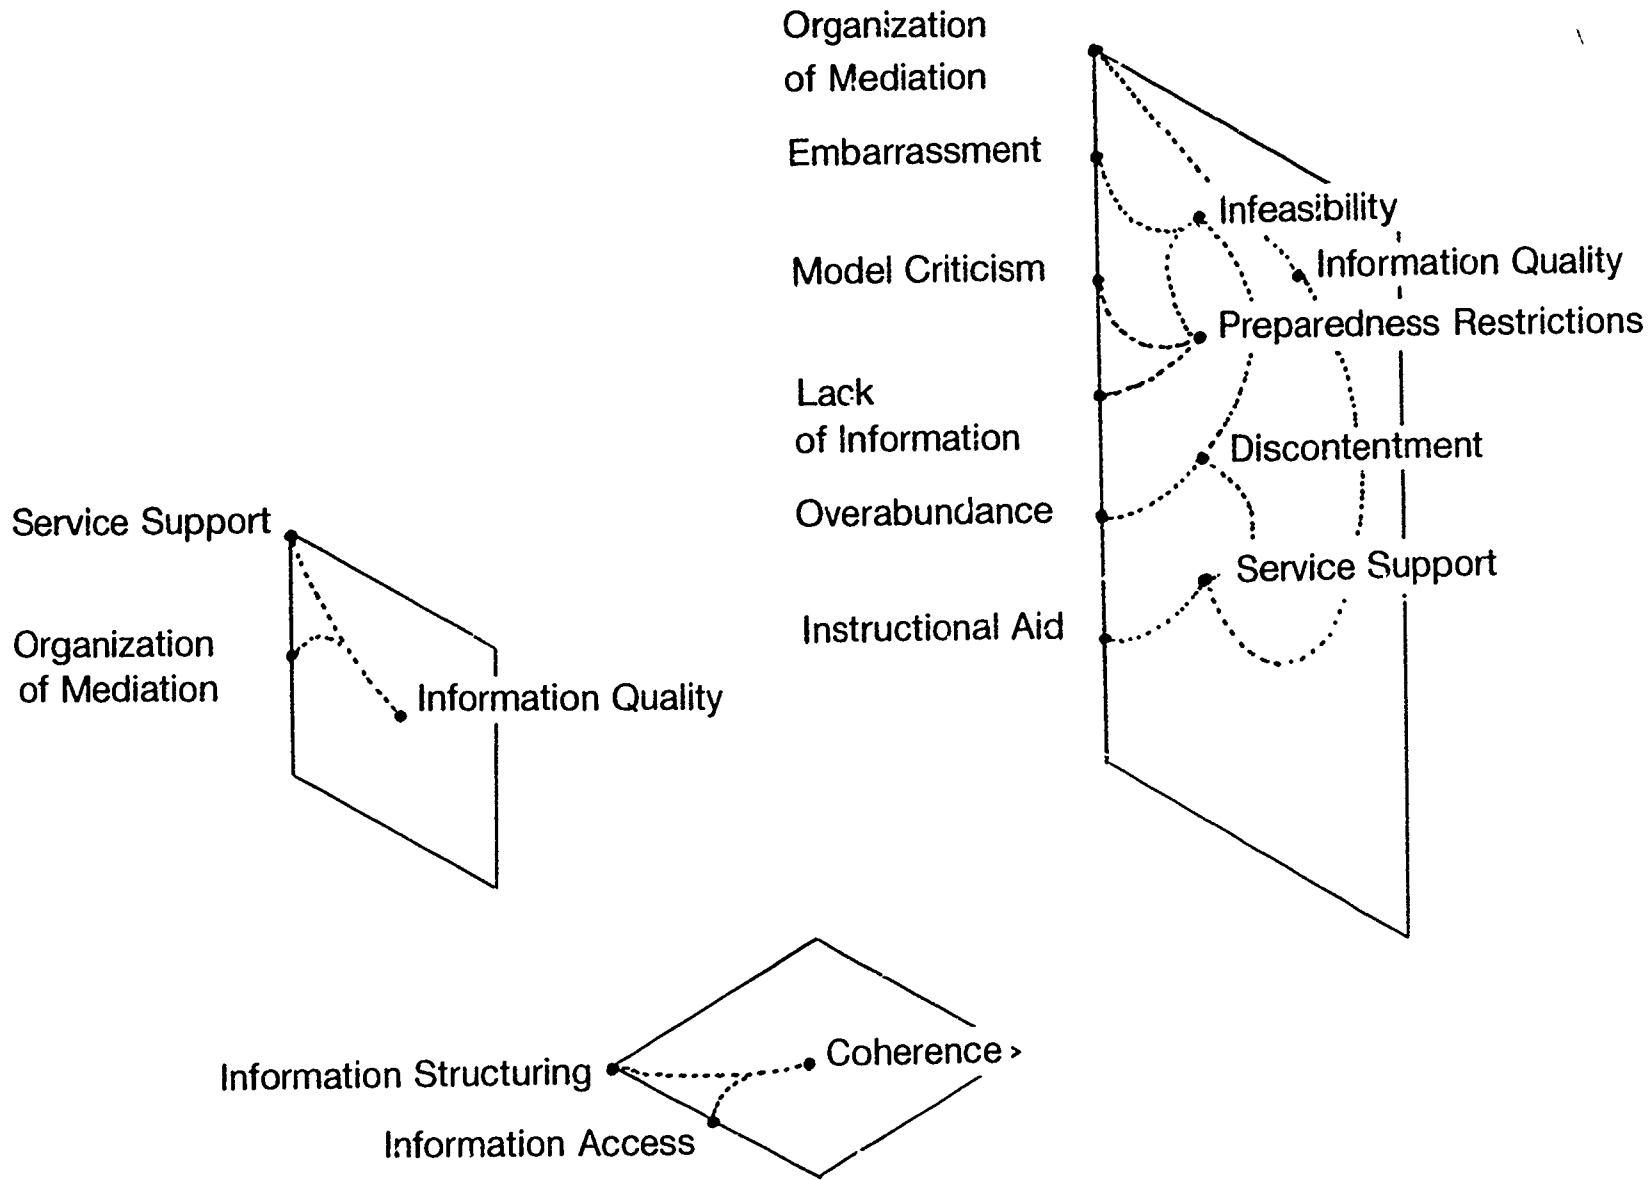 Organization
of Mediation
Embarrassment
Infeasibility
Information Quality
Model Criticism
Preparedness Restrictions
Lack
of Information
Discontentment
Overabundance
Service Support
Instructional Aid
Service Support
Organization
of Mediation
Information Quality
Coherence
Information Structuring
Information Access